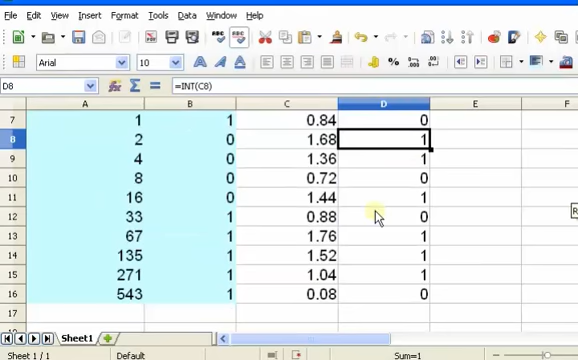 File Edit View Insert Format Tools Data Window Help
Arial 10
D8 =INT(C8)
A B C D E F
7 1 1 0.84 0
8 2 0 1.68 1
9 4 0 1.36 1
10 8 0 0.72 0
11 16 0 1.44 1
12 33 1 0.88 0
13 67 1 1.76 1
14 135 1 1.52 1
15 271 1 1.04 1
16 543 1 0.08 0
17
Sheet1
Sheet 1 / 1 Default Sum=1